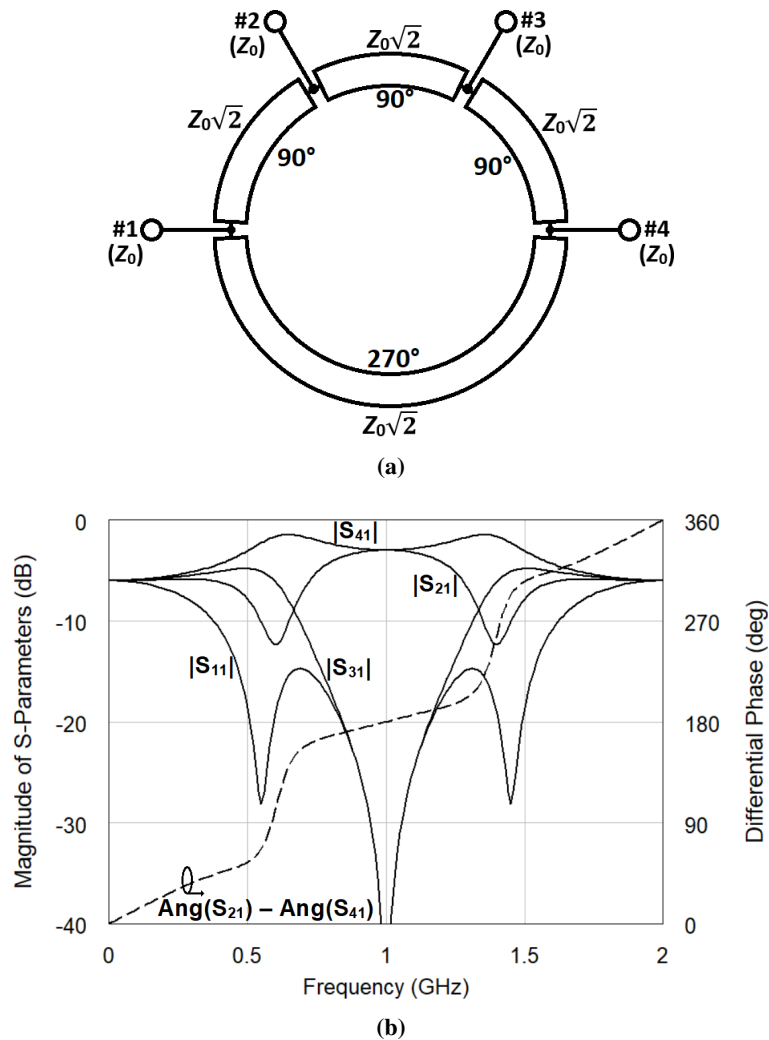 #2
(Z₀)
Z₀√2
#3
(Z₀)
90°
Z₀√2
Z₀√2
90°
90°
#1
(Z₀)
#4
(Z₀)
270°
Z₀√2
(a)
Magnitude of S-Parameters (dB)
0
-10
-20
-30
-40
|S₄₁|
|S₂₁|
|S₁₁|
|S₃₁|
Ang(S₂₁) – Ang(S₄₁)
360
270
180
90
0
Differential Phase (deg)
0
0.5
1
1.5
2
Frequency (GHz)
(b)